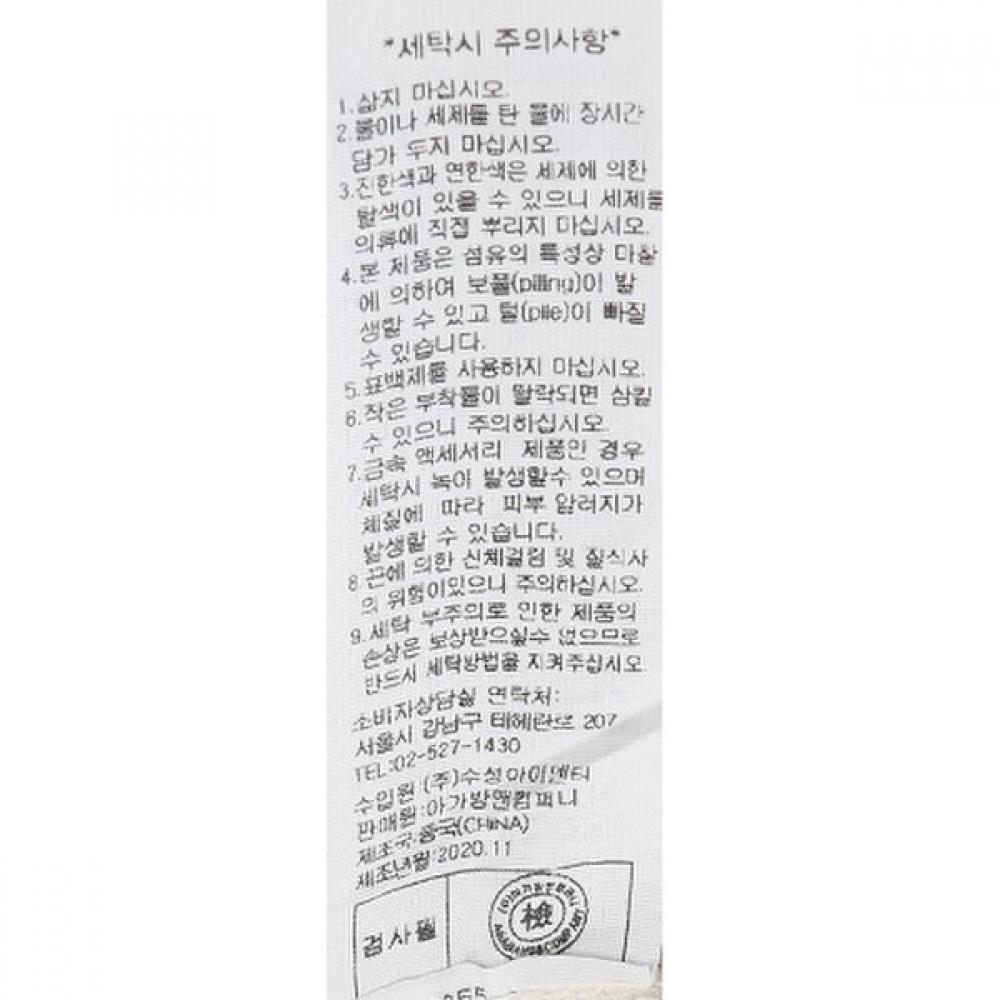 *세탁시 주의사항*
1.삶지 마십시오.
2.물이나 세제를 탄 물에 장시간
담가 두지 마십시오.
3.진한색과 연한색은 세제에 의한
탈색이 있을 수 있으니 세제를
의류에 직접 뿌리지 마십시오.
4.본 제품은 섬유의 특성상 마찰
에 의하여 보풀(pilling)이 발
생할 수 있고 털(pile)이 빠질
수 있습니다.
5.표백제를 사용하지 마십시오.
6.작은 부착물이 탈락되면 삼킬
수 있으니 주의하십시오.
7.금속 액세서리 제품인 경우
세탁시 녹이 발생할수 있으며
체질에 따라 피부 알러지가
발생할 수 있습니다.
8.끈에 의한 신체걸림 및 질식사
의 위험이있으니 주의하십시오.
9.세탁 부주의로 인한 제품의
손상은 보상받으실수 없으므로
반드시 세탁방법을 지켜주십시오.
소비자상담실 연락처:
서울시 강남구 테헤란로 207
TEL:02-527-1430
수입원:(주)수성아이엔티
판매원:아가방앤컴퍼니
제조국:중국(CHINA)
제조년월:2020.11
검사필
檢